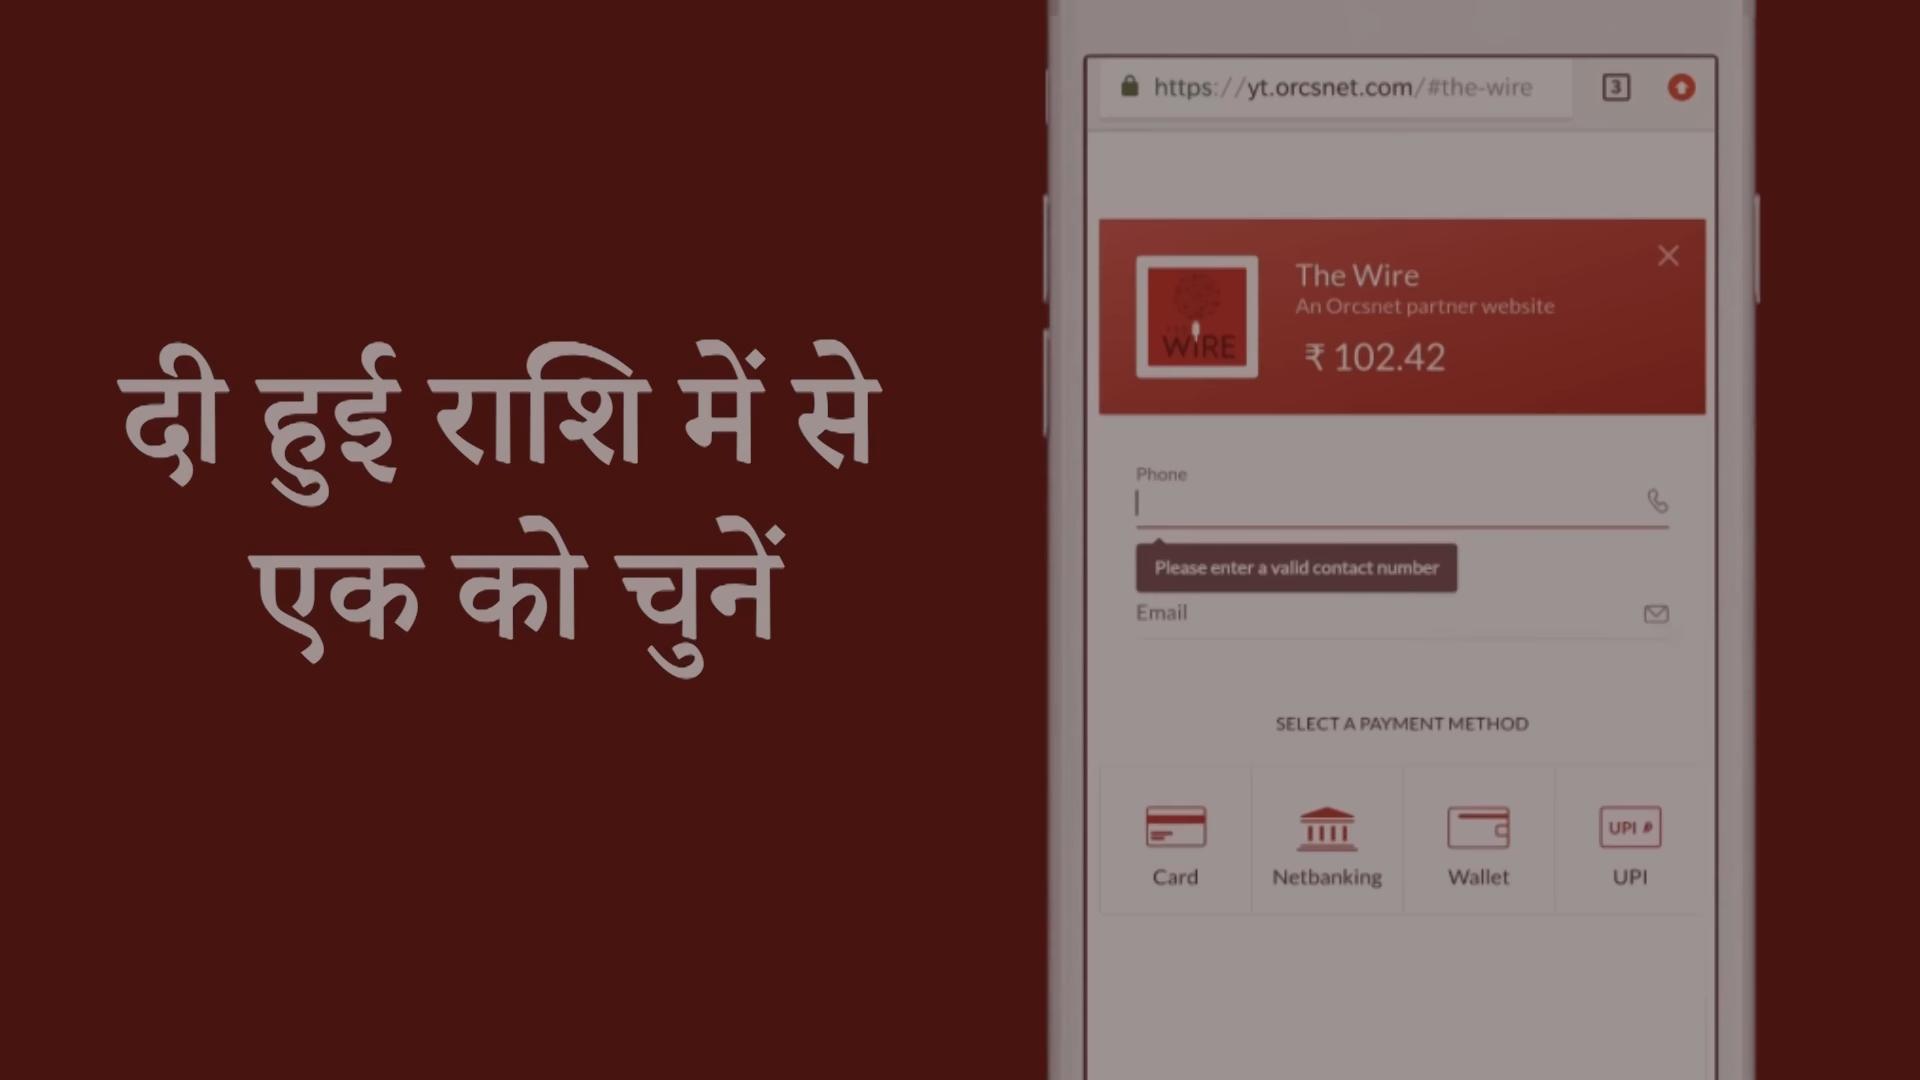 दी हुई राशि में से
एक को चुनें
https://yt.orcsnet.com/#the-wire
3
The Wire
An Orcsnet partner website
₹ 102.42
WIRE
Phone
Please enter a valid contact number
Email
SELECT A PAYMENT METHOD
Card
Netbanking
Wallet
UPI
UPI